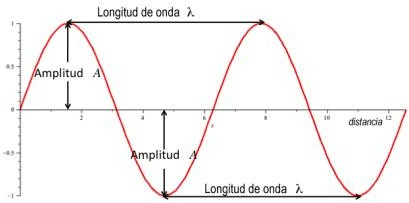 Longitud de onda λ
1
0.5
Amplitud A
0
2
4
6
8
10
12
x
distancia
Amplitud A
−0.5
−1
Longitud de onda λ